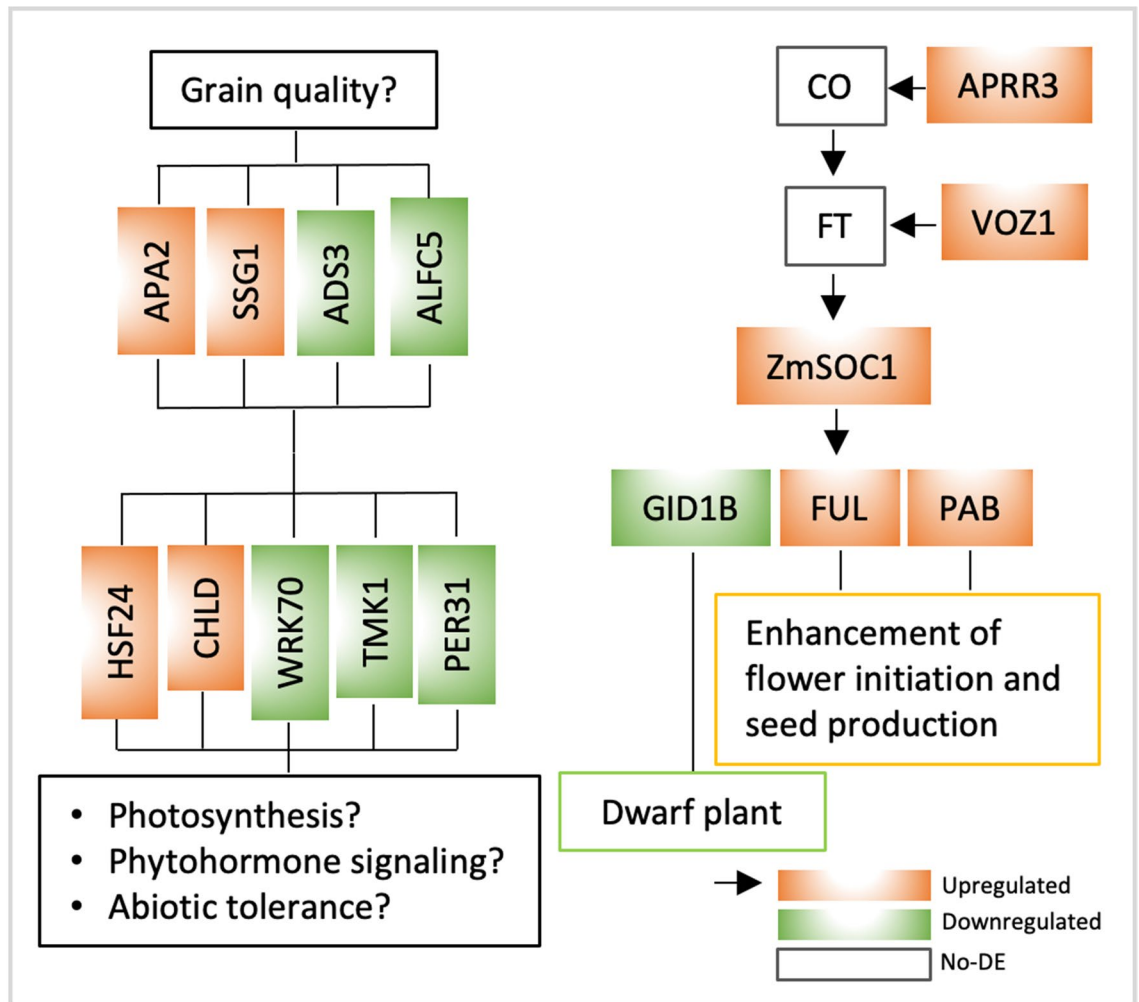 Grain quality?
APA2
SSG1
ADS3
ALFC5
HSF24
CHLD
WRK70
TMK1
PER31
• Photosynthesis?
• Phytohormone signaling?
• Abiotic tolerance?
CO
APRR3
FT
VOZ1
ZmSOC1
GID1B
FUL
PAB
Enhancement of
flower initiation and
seed production
Dwarf plant
Upregulated
Downregulated
No-DE